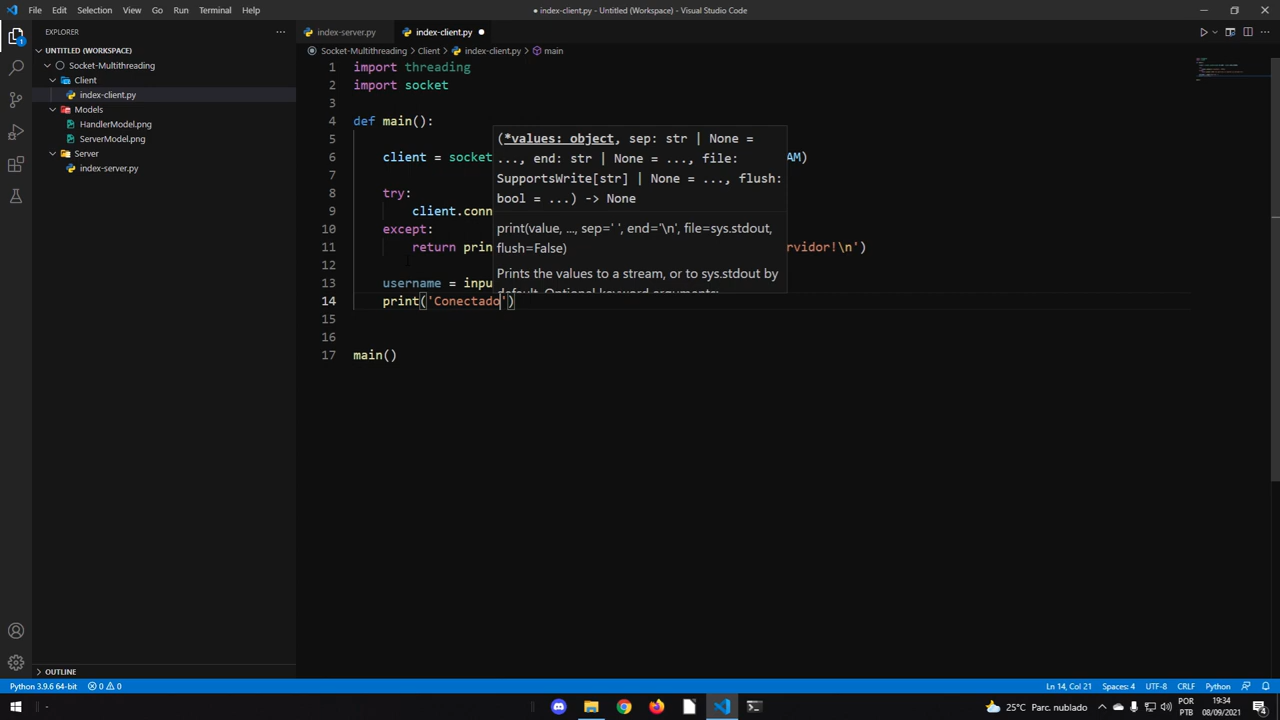 File Edit Selection View Go Run Terminal Help
● index-client.py - Untitled (Workspace) - Visual Studio Code
EXPLORER
UNTITLED (WORKSPACE)
Socket-Multithreading
Client
index-client.py
Models
HandlerModel.png
ServerModel.png
Server
index-server.py
OUTLINE
index-server.py index-client.py
Socket-Multithreading > Client > index-client.py > main
1 import threading
2 import socket
3
4 def main():
5
6 client = socket AM)
7
8 try:
9 client.conn
10 except:
11 return prin rvidor!\n')
12
13 username = inpu
14 print('Conectado')
15
16
17 main()
(*values: object, sep: str | None =
..., end: str | None = ..., file:
SupportsWrite[str] | None = ..., flush:
bool = ...) -> None
print(value, ..., sep=' ', end='\n', file=sys.stdout,
flush=False)
Prints the values to a stream, or to sys.stdout by
default. Optional keyword arguments:
Python 3.9.6 64-bit 0 0 Ln 14, Col 21 Spaces: 4 UTF-8 CRLF Python
25°C Parc. nublado POR 19:34
PTB 08/09/2021